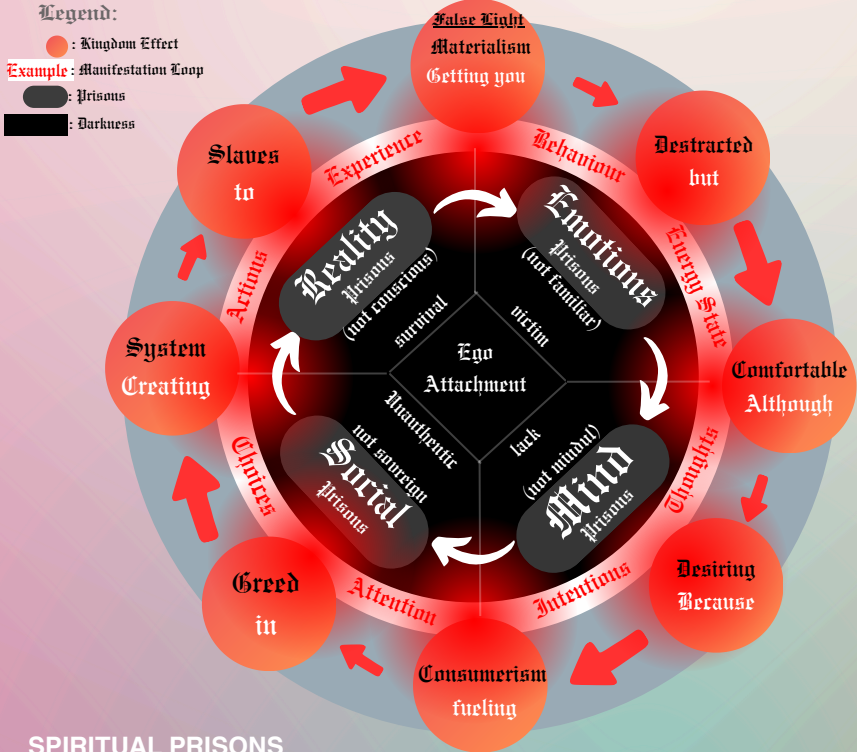 Legend:
: Kingdom Effect
Example : Manifestation Loop
: Prisons
: Darkness
False Light
Materialism
Getting you
Destracted
but
Comfortable
Although
Desiring
Because
Consumerism
fueling
Greed
in
System
Creating
Slaves
to
Experience
Behaviour
Energy State
Thoughts
Intentions
Attention
Choices
Actions
Reality
Prisons
(not conscious)
survival
Emotions
Prisons
(not familiar)
victim
Ego
Attachment
Unauthentic
not sovereign
Social
Prisons
lack
(not mindut)
Mind
Prisons
SPIRITUAL PRISONS